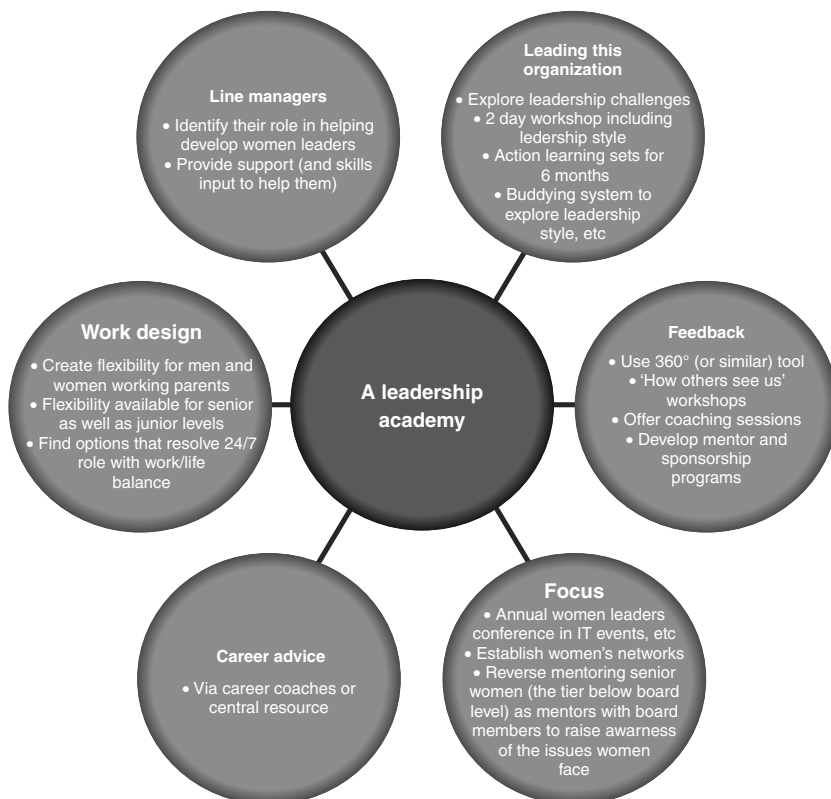 Line managers
• Identify their role in helping
develop women leaders
• Provide support (and skills
input to help them)
Leading this
organization
• Explore leadership challenges
• 2 day workshop including
ledership style
• Action learning sets for
6 months
• Buddying system to
explore leadership
style, etc
Work design
• Create flexibility for men and
women working parents
• Flexibility available for senior
as well as junior levels
• Find options that resolve 24/7
role with work/life
balance
A leadership
academy
Feedback
• Use 360° (or similar) tool
• ‘How others see us’
workshops
• Offer coaching sessions
• Develop mentor and
sponsorship
programs
Career advice
• Via career coaches or
central resource
Focus
• Annual women leaders
conference in IT events, etc
• Establish women’s networks
• Reverse mentoring senior
women (the tier below board
level) as mentors with board
members to raise awarness
of the issues women
face